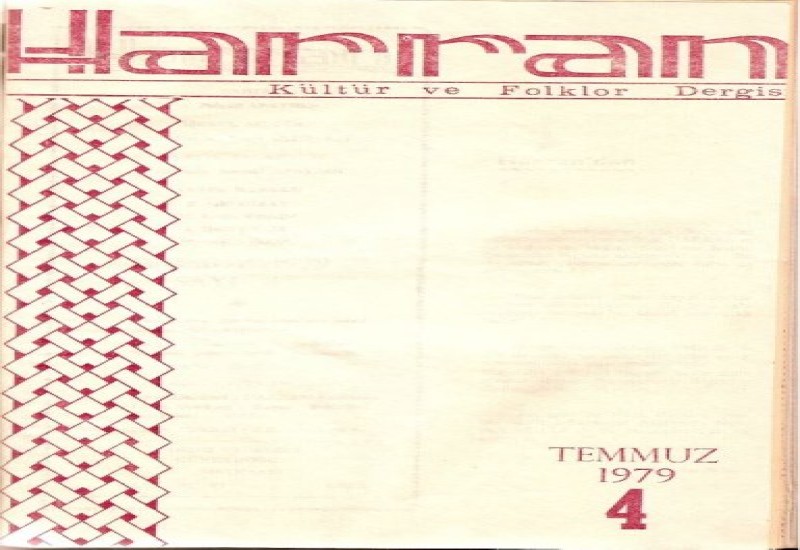 Harran
Kültür ve Folklor Dergis
TEMMUZ
1979
4